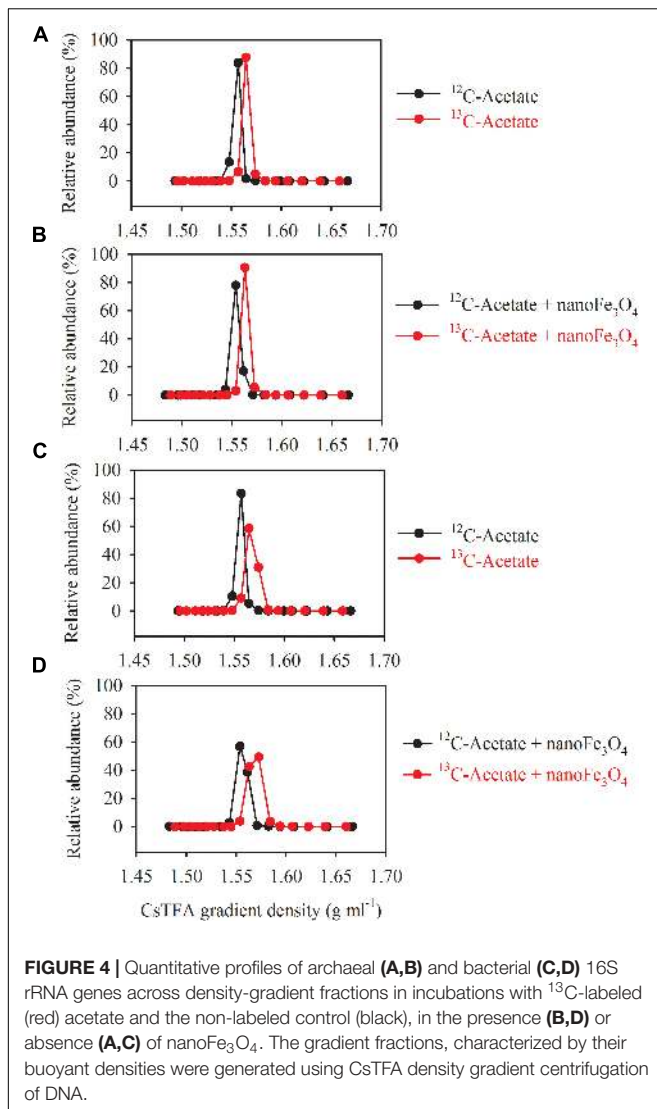 A
Relative abundance (%)
100
80
60
40
20
0
1.45 1.50 1.55 1.60 1.65 1.70
¹²C-Acetate
¹³C-Acetate
B
Relative abundance (%)
100
80
60
40
20
0
1.45 1.50 1.55 1.60 1.65 1.70
¹²C-Acetate + nanoFe₃O₄
¹³C-Acetate + nanoFe₃O₄
C
Relative abundance (%)
100
80
60
40
20
0
1.45 1.50 1.55 1.60 1.65 1.70
¹²C-Acetate
¹³C-Acetate
D
Relative abundance (%)
100
80
60
40
20
0
1.45 1.50 1.55 1.60 1.65 1.70
¹²C-Acetate + nanoFe₃O₄
¹³C-Acetate + nanoFe₃O₄
CsTFA gradient density (g ml⁻¹)
FIGURE 4 | Quantitative profiles of archaeal (A,B) and bacterial (C,D) 16S
rRNA genes across density-gradient fractions in incubations with ¹³C-labeled
(red) acetate and the non-labeled control (black), in the presence (B,D) or
absence (A,C) of nanoFe₃O₄. The gradient fractions, characterized by their
buoyant densities were generated using CsTFA density gradient centrifugation
of DNA.